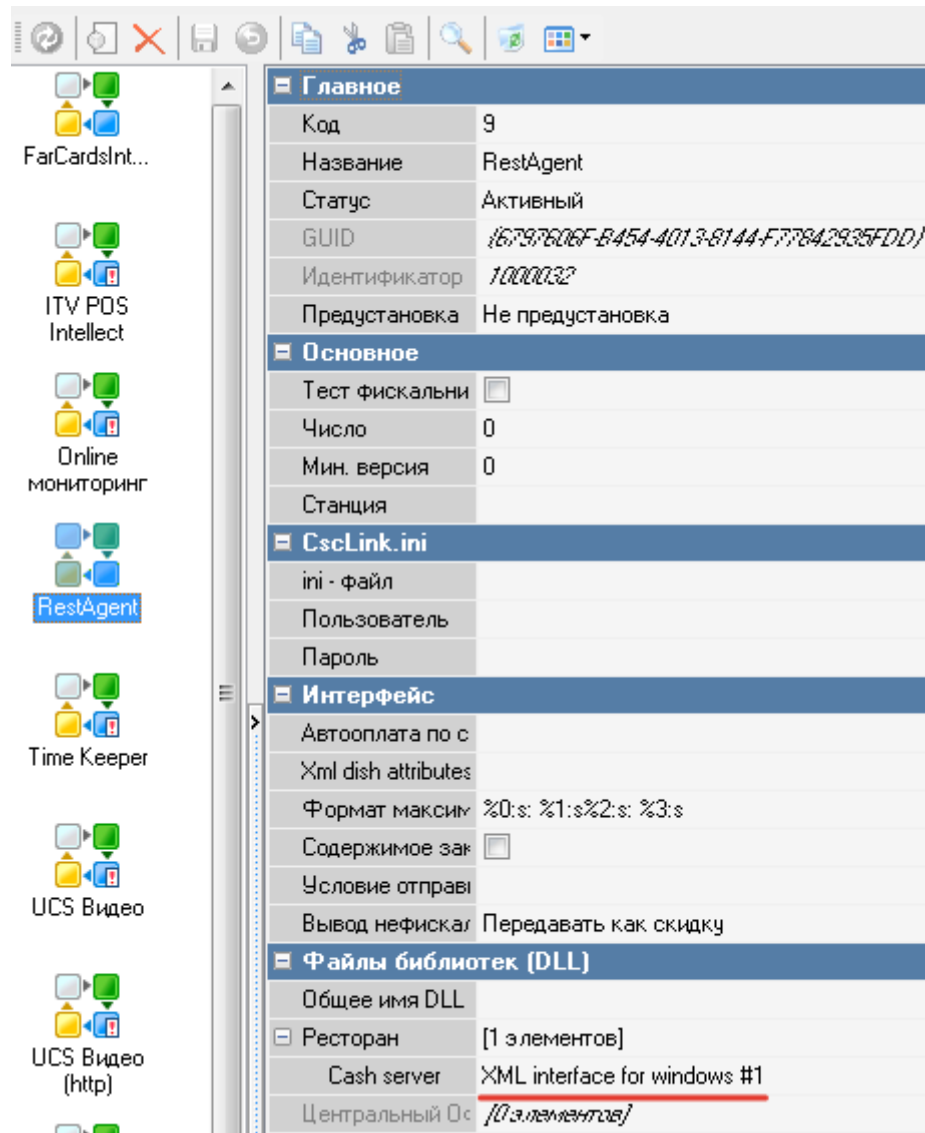 FarCardsInt...
ITV POS
Intellect
Online
мониторинг
RestAgent
Time Keeper
UCS Видео
UCS Видео
(http)
Главное
Код 9
Название RestAgent
Статус Активный
GUID {6797606F-B454-4013-8144-F77842935FDD}
Идентификатор 1000032
Предустановка Не предустановка
Основное
Тест фискальни
Число 0
Мин. версия 0
Станция
CscLink.ini
ini - файл
Пользователь
Пароль
Интерфейс
Автооплата по с
Xml dish attributes
Формат максим %0:s: %1:s%2:s: %3:s
Содержимое зак
Условие отправи
Вывод нефискал Передавать как скидку
Файлы библиотек (DLL)
Общее имя DLL
Ресторан [1 элементов]
Cash server XML interface for windows #1
Центральный Ос [0 элементов]